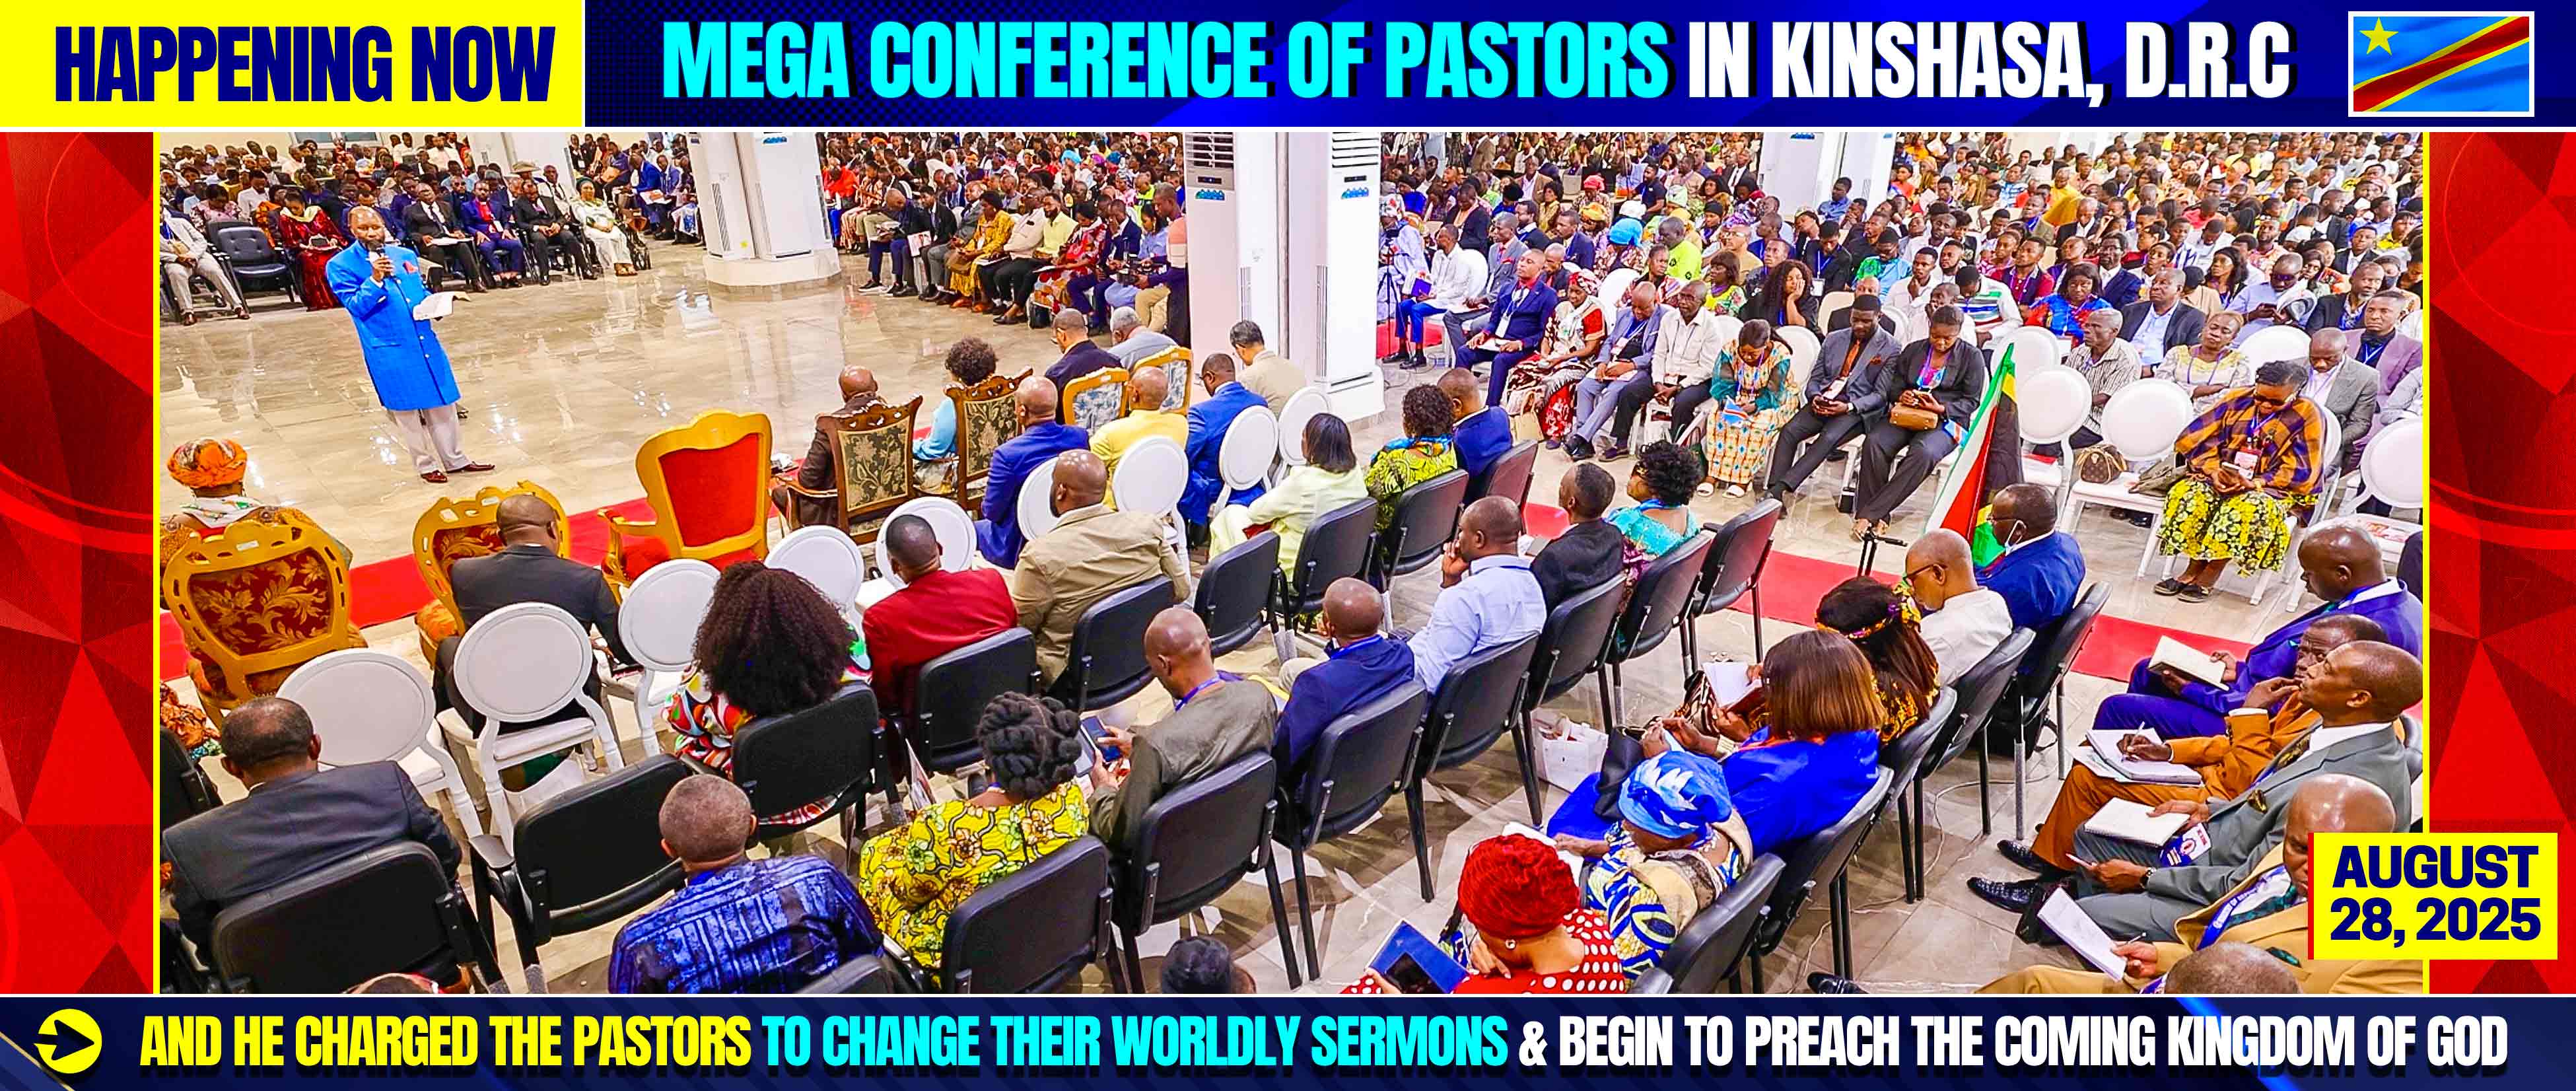 HAPPENING NOW
MEGA CONFERENCE OF PASTORS IN KINSHASA, D.R.C
AUGUST
28, 2025
AND HE CHARGED THE PASTORS TO CHANGE THEIR WORLDLY SERMONS & BEGIN TO PREACH THE COMING KINGDOM OF GOD